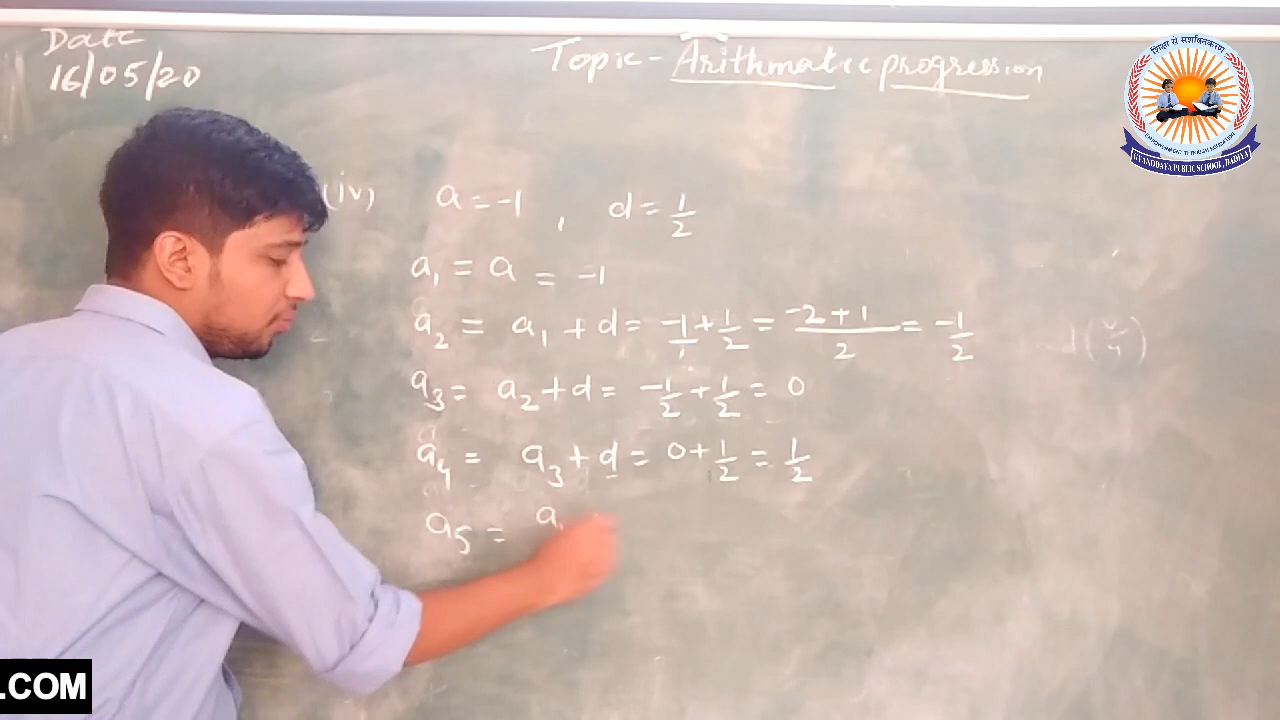 Date
16/05/20
Topic - Arithmatic progression
शिक्षा से सशक्तिकरण
(iv) a = -1 , d = 1/2
a₁ = a = -1
a₂ = a₁ + d = -1/1 + 1/2 = (-2 + 1)/2 = -1/2
a₃ = a₂ + d = -1/2 + 1/2 = 0
a₄ = a₃ + d = 0 + 1/2 = 1/2
a₅ = a
.COM